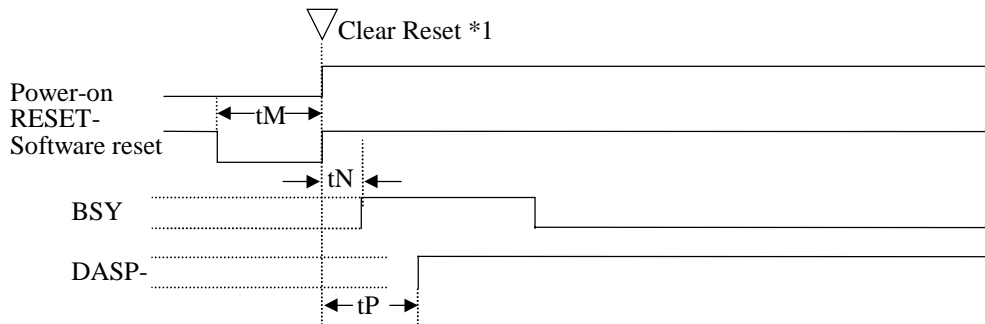 Clear Reset *1
Power-on
RESET-
Software reset
tM
tN
BSY
DASP-
tP